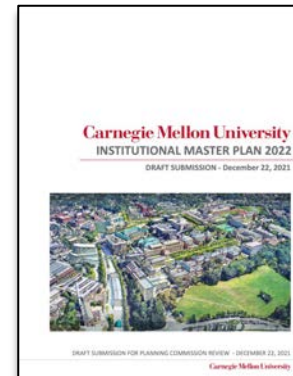 Carnegie Mellon University
INSTITUTIONAL MASTER PLAN 2022
DRAFT SUBMISSION - December 22, 2021
DRAFT SUBMISSION FOR PLANNING COMMISSION REVIEW - DECEMBER 22, 2021
Carnegie Mellon University